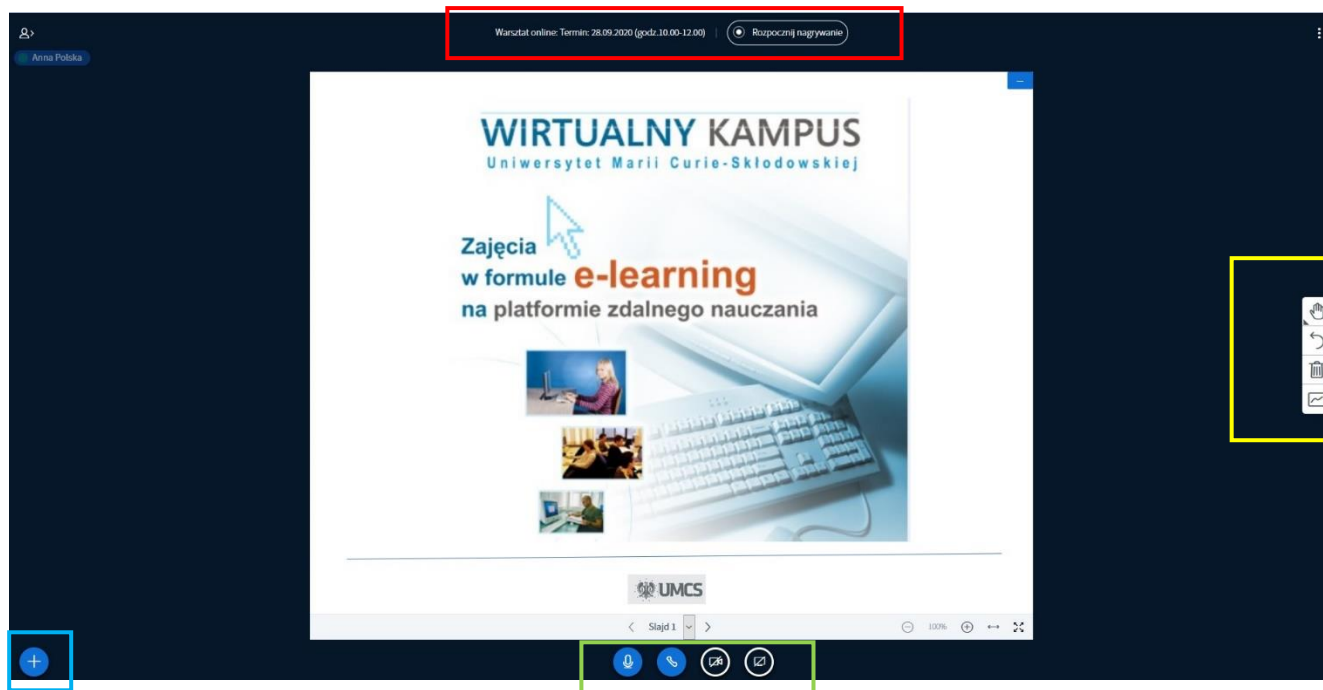 Warsztat online: Termin: 28.09.2020 (godz.10.00-12.00) | Rozpocznij nagrywanie
Anna Polska
WIRTUALNY KAMPUS
Uniwersytet Marii Curie-Skłodowskiej
Zajęcia
w formule e-learning
na platformie zdalnego nauczania
UMCS
Slajd 1
100%